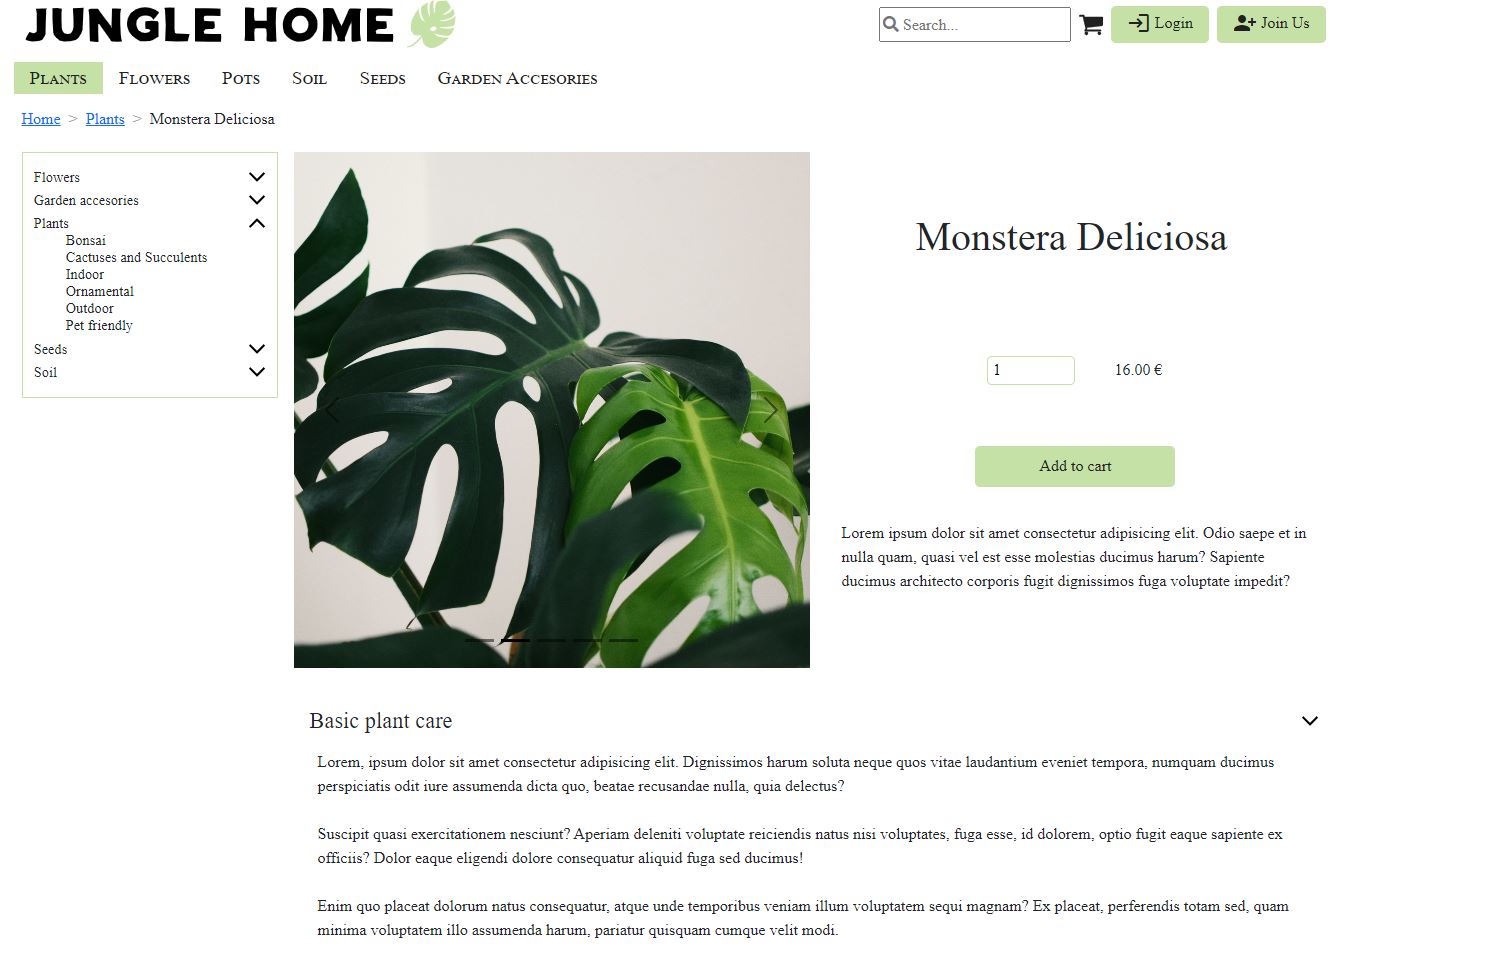 JUNGLE HOME
Search...
Login
Join Us
Plants Flowers Pots Soil Seeds Garden Accesories
Home > Plants > Monstera Deliciosa
Flowers
Garden accesories
Plants
Bonsai
Cactuses and Succulents
Indoor
Ornamental
Outdoor
Pet friendly
Seeds
Soil
Monstera Deliciosa
1 16.00 €
Add to cart
Lorem ipsum dolor sit amet consectetur adipisicing elit. Odio saepe et in
nulla quam, quasi vel est esse molestias ducimus harum? Sapiente
ducimus architecto corporis fugit dignissimos fuga voluptate impedit?
Basic plant care
Lorem, ipsum dolor sit amet consectetur adipisicing elit. Dignissimos harum soluta neque quos vitae laudantium eveniet tempora, numquam ducimus
perspiciatis odit iure assumenda dicta quo, beatae recusandae nulla, quia delectus?
Suscipit quasi exercitationem nesciunt? Aperiam deleniti voluptate reiciendis natus nisi voluptates, fuga esse, id dolorem, optio fugit eaque sapiente ex
officiis? Dolor eaque eligendi dolore consequatur aliquid fuga sed ducimus!
Enim quo placeat dolorum natus consequatur, atque unde temporibus veniam illum voluptatem sequi magnam? Ex placeat, perferendis totam sed, quam
minima voluptatem illo assumenda harum, pariatur quisquam cumque velit modi.